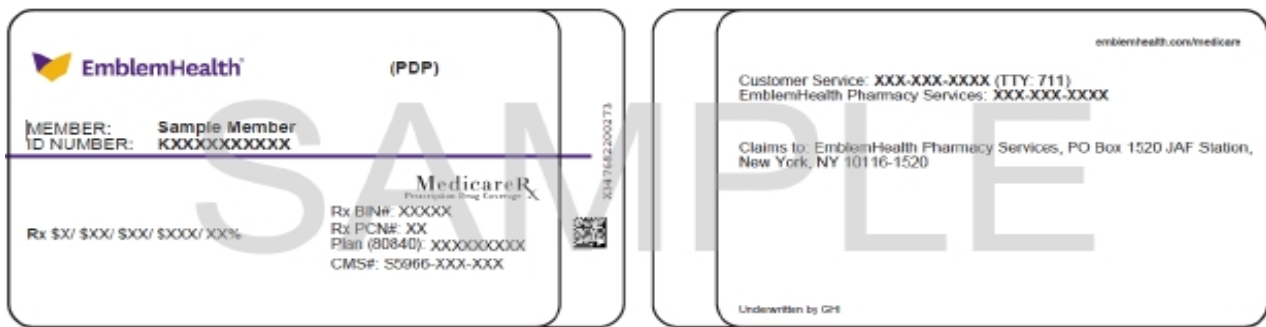 EmblemHealth
(PDP)
MEMBER: Sample Member
ID NUMBER: KXXXXXXXXXX
MedicareRx
Prescription Drug Coverage
Rx BIN#: XXXXX
Rx PCN#: XX
Rx $X/ $XX/ $XX/ $XXX/ XX%
Plan (80840): XXXXXXXXX
CMS#: S5966-XXX-XXX
X347682200273
emblemhealth.com/medicare
Customer Service: XXX-XXX-XXXX (TTY: 711)
EmblemHealth Pharmacy Services: XXX-XXX-XXXX
Claims to: EmblemHealth Pharmacy Services, PO Box 1520 JAF Station,
New York, NY 10116-1520
Underwritten by GHI
SAMPLE